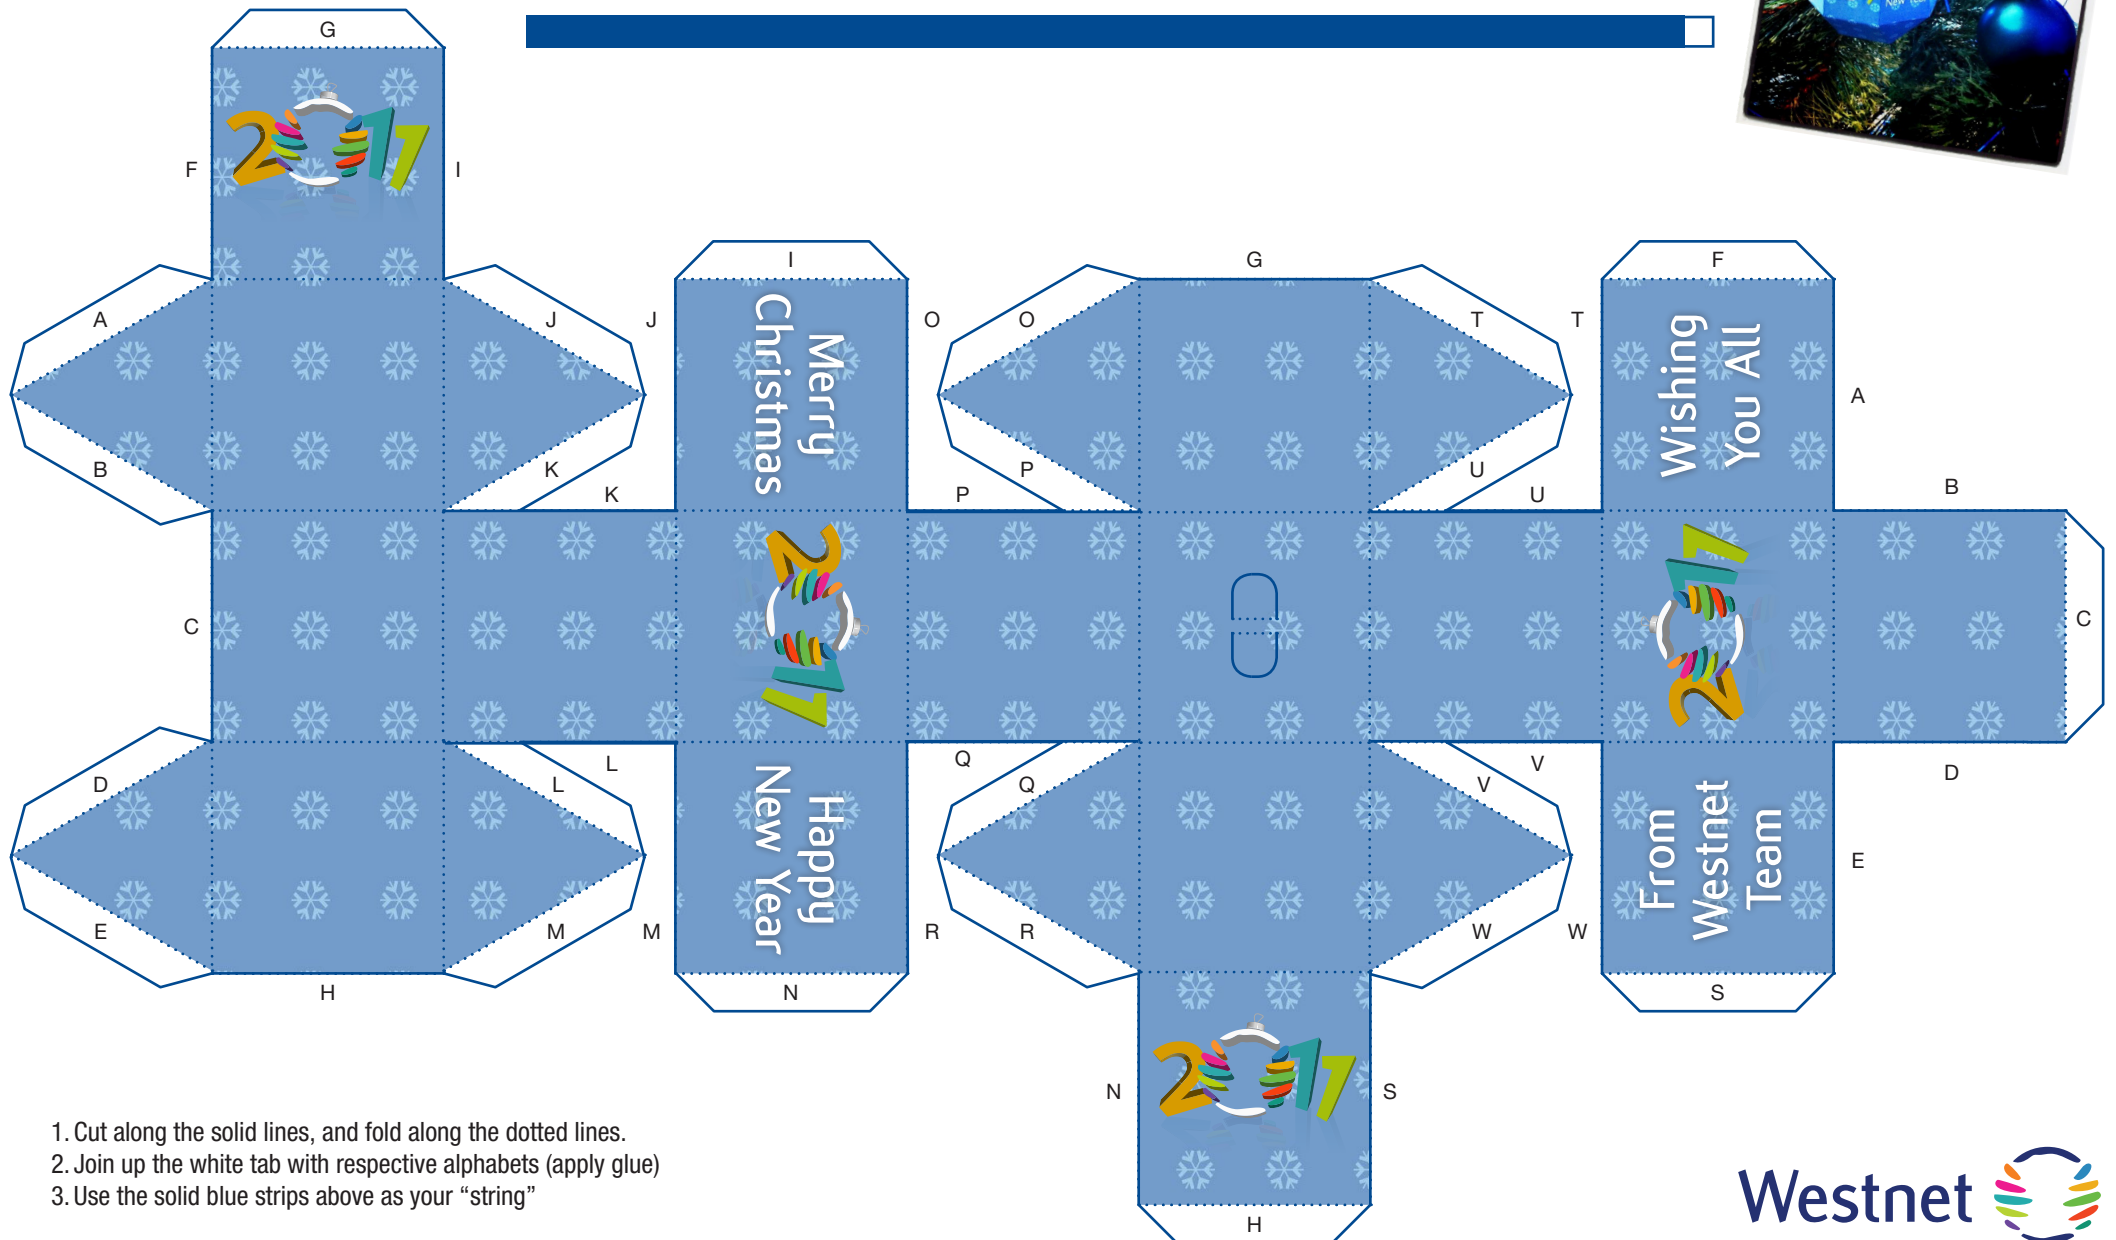 G
New Year
2017
F
I
I
G
F
A
J
J
O
O
T
T
Merry
Christmas
Wishing
You All
A
B
K
K
P
P
U
U
B
C
2017
2017
C
D
L
L
Q
Q
V
V
D
Happy
New Year
From
Westnet
Team
E
E
M
M
R
R
W
W
H
N
S
2017
N
S
H
1. Cut along the solid lines, and fold along the dotted lines.
2. Join up the white tab with respective alphabets (apply glue)
3. Use the solid blue strips above as your “string”
Westnet